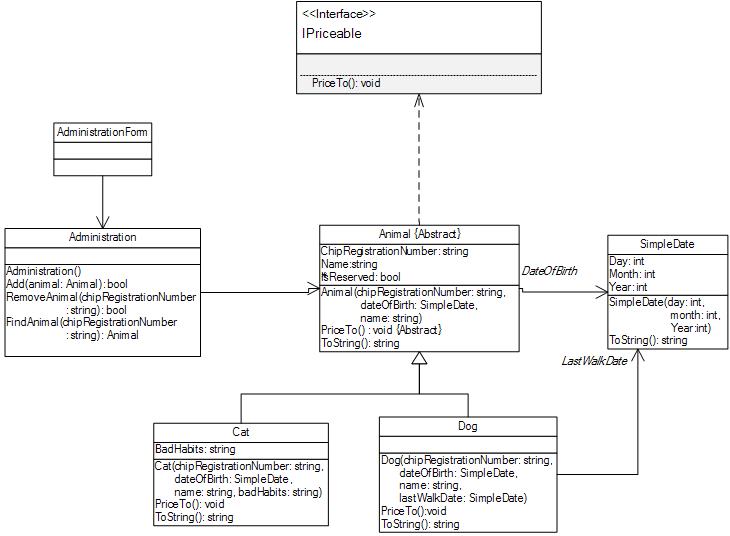 <<Interface>>
IPriceable
PriceTo(): void
AdministrationForm
Administration
Administration()
Add(animal: Animal): bool
RemoveAnimal(chipRegistrationNumber
: string): bool
FindAnimal(chipRegistrationNumber
: string): Animal
Animal {Abstract}
ChipRegistrationNumber: string
Name:string
IsReserved: bool
Animal(chipRegistrationNumber: string,
dateOfBirth: SimpleDate,
name: string)
PriceTo() : void {Abstract}
ToString(): string
*
DateOfBirth
SimpleDate
Day: int
Month: int
Year: int
SimpleDate(day: int,
month: int,
Year:int)
ToString(): string
LastWalkDate
Cat
BadHabits: string
Cat(chipRegistrationNumber: string,
dateOfBirth: SimpleDate,
name: string, badHabits: string)
PriceTo(): void
ToString(): string
Dog
Dog(chipRegistrationNumber: string,
dateOfBirth: SimpleDate,
name: string,
lastWalkDate: SimpleDate)
PriceTo():void
ToString(): string